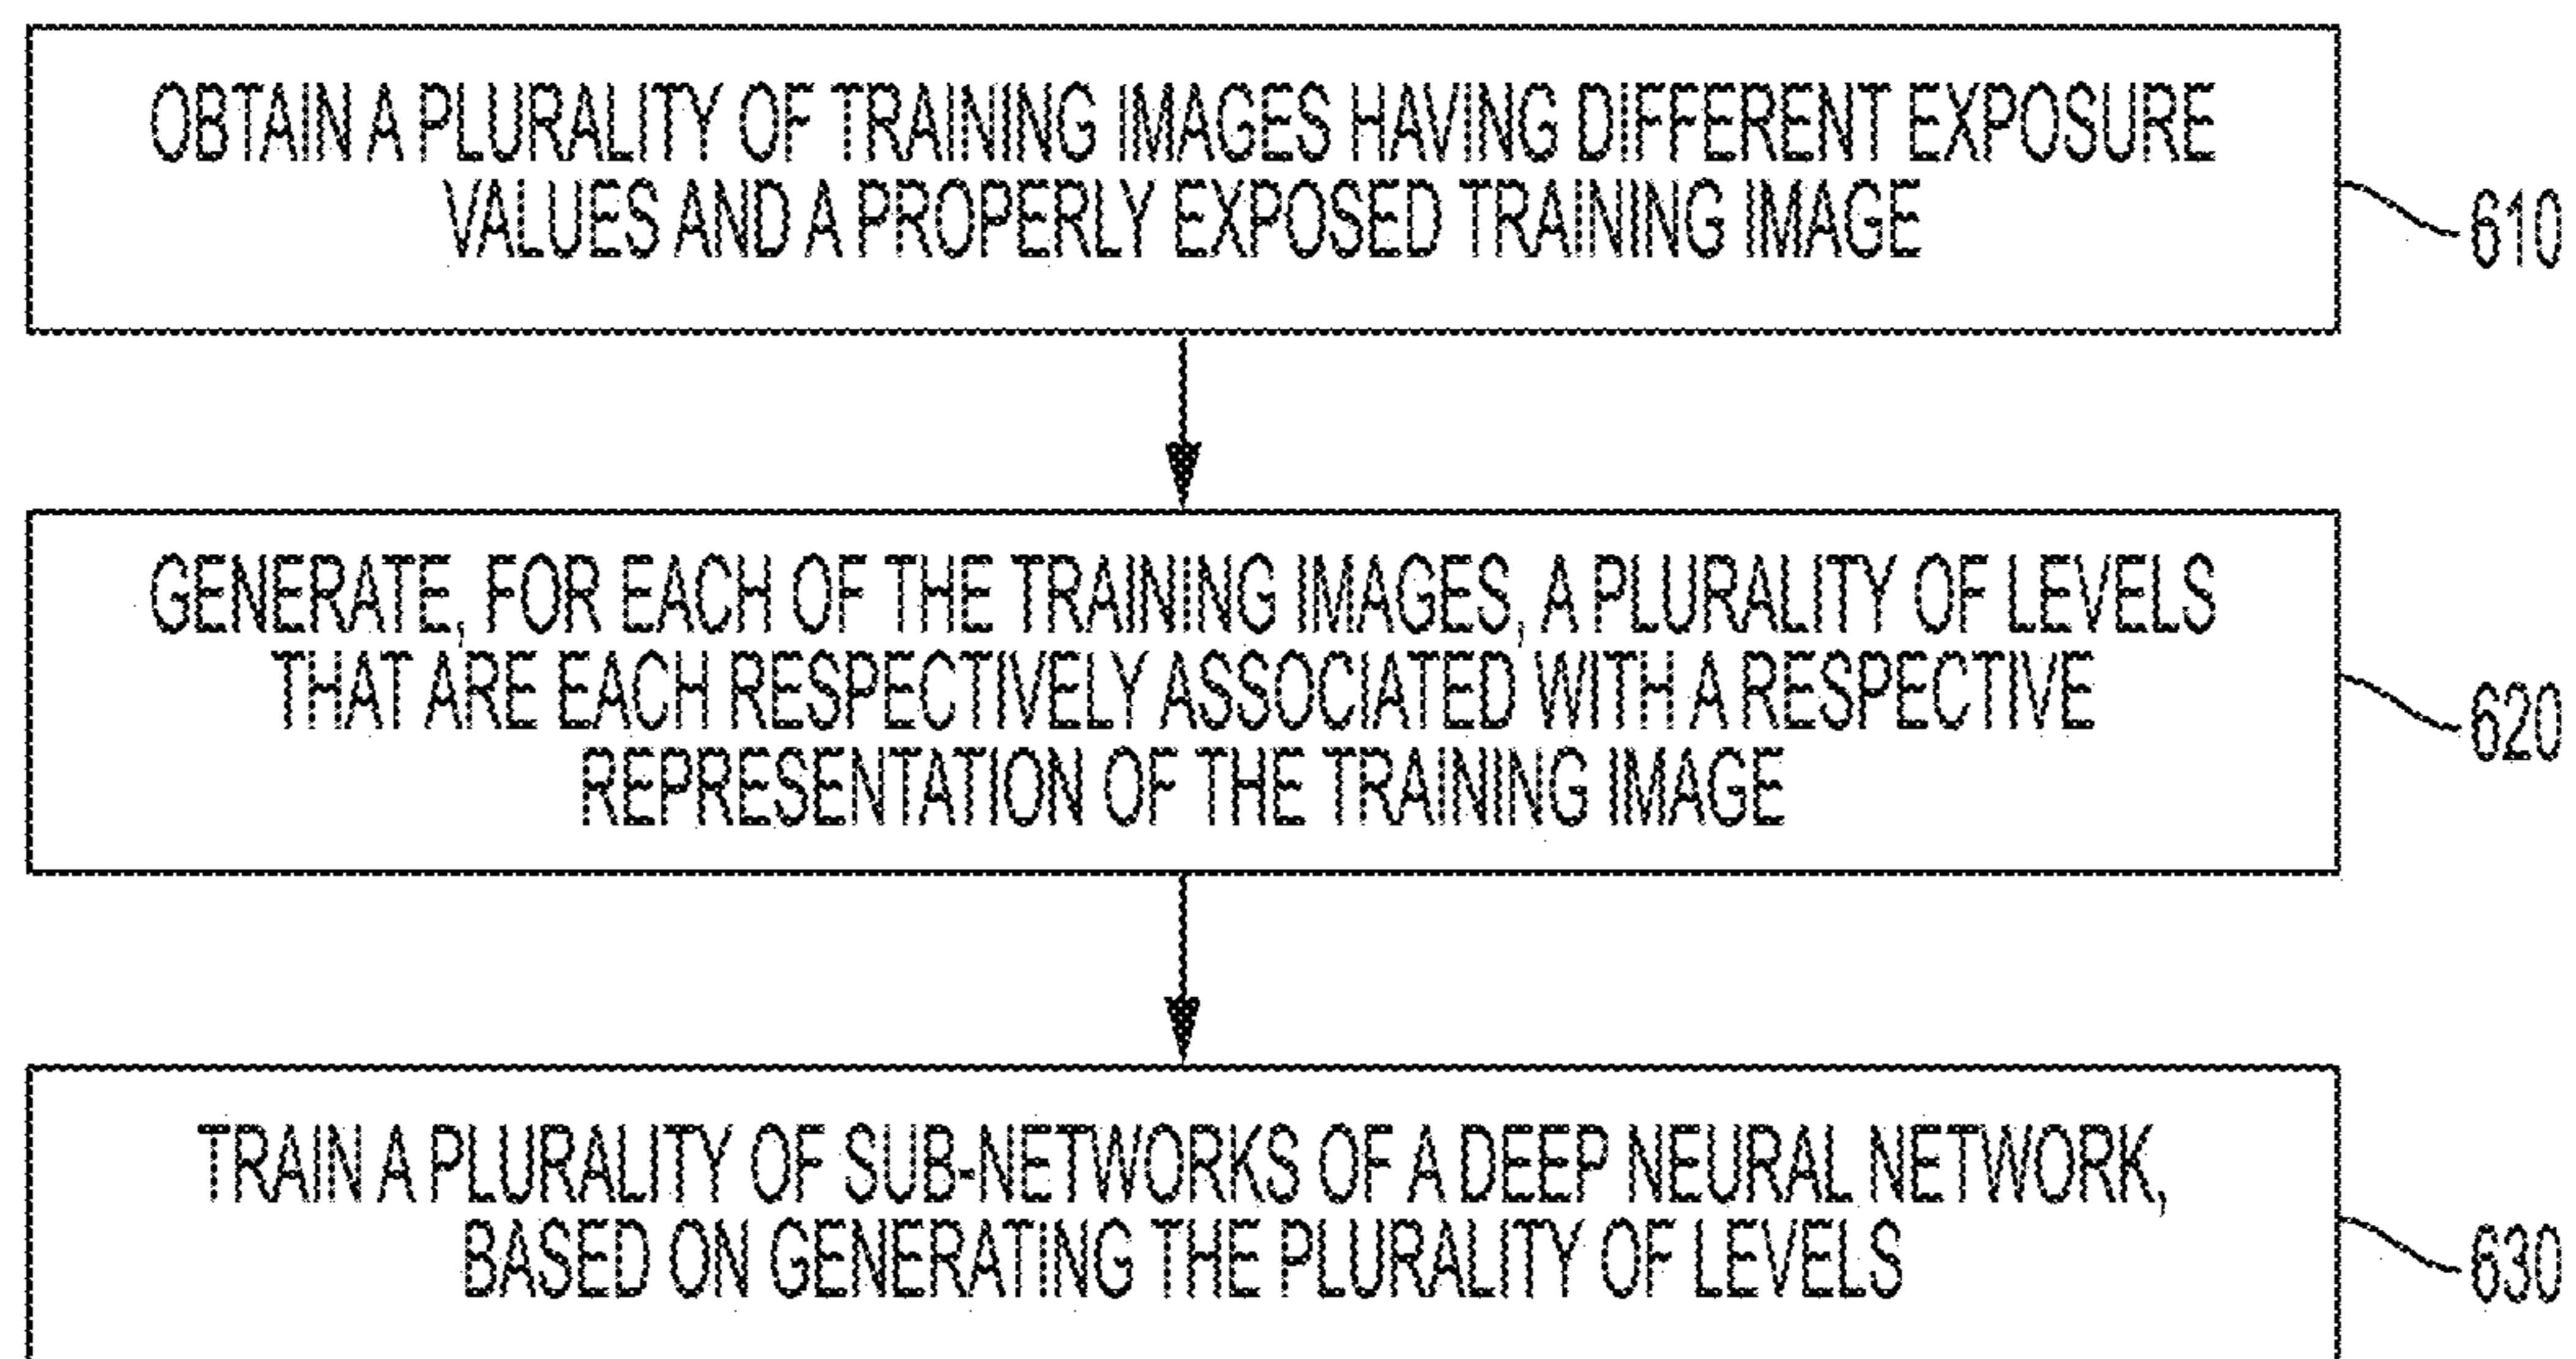 OBTAIN A PLURALITY OF TRAINING IMAGES HAVING DIFFERENT EXPOSURE
VALUES AND A PROPERLY EXPOSED TRAINING IMAGE
610
GENERATE, FOR EACH OF THE TRAINING IMAGES, A PLURALITY OF LEVELS
THAT ARE EACH RESPECTIVELY ASSOCIATED WITH A RESPECTIVE
REPRESENTATION OF THE TRAINING IMAGE
620
TRAIN A PLURALITY OF SUB-NETWORKS OF A DEEP NEURAL NETWORK,
BASED ON GENERATING THE PLURALITY OF LEVELS
630